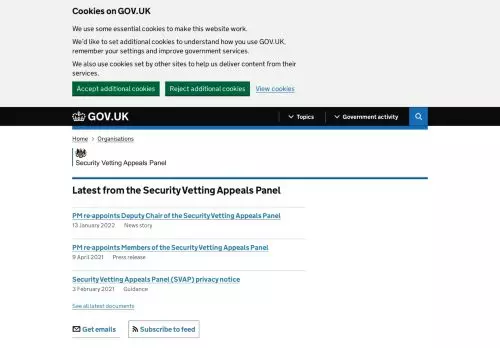 Cookies on GOV.UK
We use some essential cookies to make this website work.
We'd like to set additional cookies to understand how you use GOV.UK,
remember your settings and improve government services.
We also use cookies set by other sites to help us deliver content from their
services.
Accept additional cookies Reject additional cookies View cookies
GOV.UK Topics Government activity
Home Organisations
Security Vetting Appeals Panel
Latest from the Security Vetting Appeals Panel
PM re-appoints Deputy Chair of the Security Vetting Appeals Panel
13 January 2022 News story
PM re-appoints Members of the Security Vetting Appeals Panel
9 April 2021 Press release
Security Vetting Appeals Panel (SVAP) privacy notice
3 February 2021 Guidance
See all latest documents
Get emails Subscribe to feed